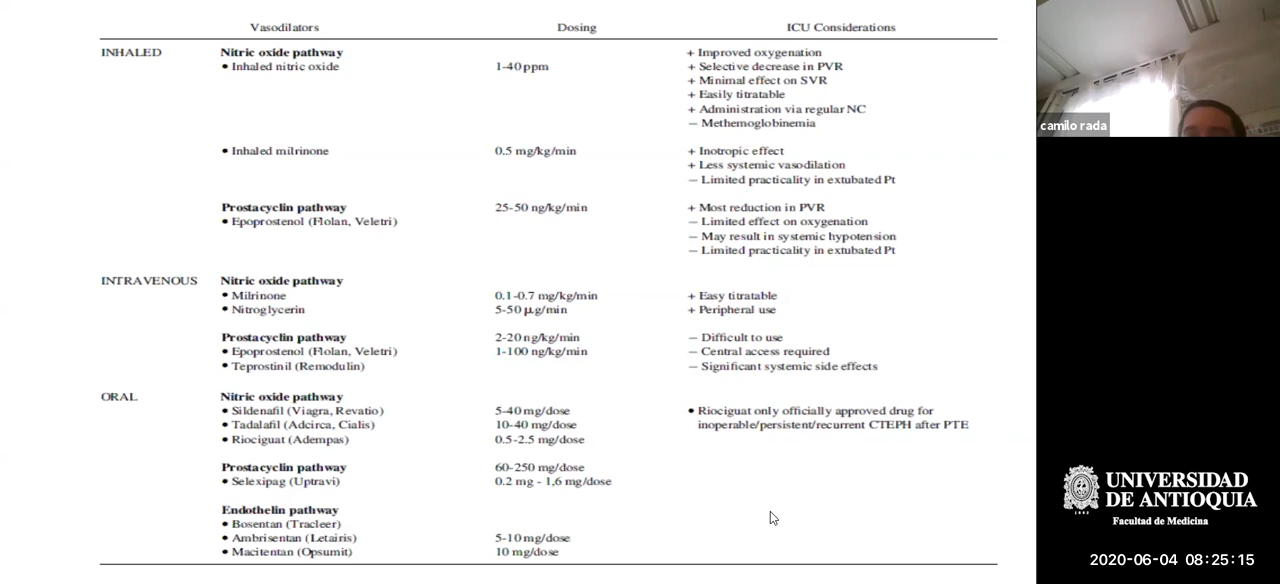 Vasodilators Dosing ICU Considerations
INHALED Nitric oxide pathway + Improved oxygenation
• Inhaled nitric oxide 1-40 ppm + Selective decrease in PVR
+ Minimal effect on SVR
+ Easily titratable
+ Administration via regular NC
− Methemoglobinemia
• Inhaled milrinone 0.5 mg/kg/min + Inotropic effect
+ Less systemic vasodilation
− Limited practicality in extubated Pt
Prostacyclin pathway 25-50 ng/kg/min + Most reduction in PVR
• Epoprostenol (Flolan, Veletri) − Limited effect on oxygenation
− May result in systemic hypotension
− Limited practicality in extubated Pt
INTRAVENOUS Nitric oxide pathway
• Milrinone 0.1-0.7 mg/kg/min + Easy titratable
• Nitroglycerin 5-50 μg/min + Peripheral use
Prostacyclin pathway 2-20 ng/kg/min − Difficult to use
• Epoprostenol (Flolan, Veletri) 1-100 ng/kg/min − Central access required
• Teprostinil (Remodulin) − Significant systemic side effects
ORAL Nitric oxide pathway
• Sildenafil (Viagra, Revatio) 5-40 mg/dose • Riociguat only officially approved drug for
• Tadalafil (Adcirca, Cialis) 10-40 mg/dose inoperable/persistent/recurrent CTEPH after PTE
• Riociguat (Adempas) 0.5-2.5 mg/dose
Prostacyclin pathway 60-250 mg/dose
• Selexipag (Uptravi) 0.2 mg - 1,6 mg/dose
Endothelin pathway
• Bosentan (Tracleer)
• Ambrisentan (Letairis) 5-10 mg/dose
• Macitentan (Opsumit) 10 mg/dose
camilo rada
UNIVERSIDAD
DE ANTIOQUIA
1803
Facultad de Medicina
2020-06-04 08:25:15